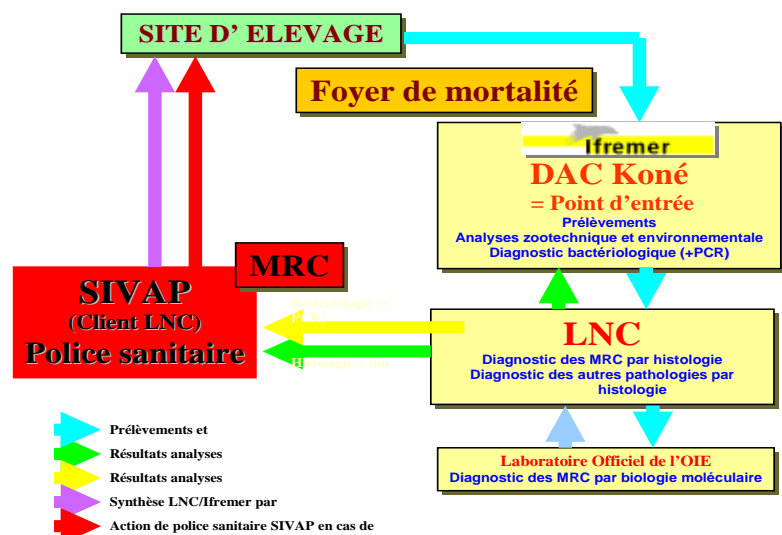 SITE D' ELEVAGE
Foyer de mortalité
Ifremer
DAC Koné
= Point d'entrée
Prélèvements
Analyses zootechnique et environnementale
Diagnostic bactériologique (+PCR)
MRC
SIVAP
(Client LNC)
Police sanitaire
LNC
Diagnostic des MRC par histologie
Diagnostic des autres pathologies par
histologie
Laboratoire Officiel de l'OIE
Diagnostic des MRC par biologie moléculaire
Prélèvements et
Résultats analyses
Résultats analyses
Synthèse LNC/Ifremer par
Action de police sanitaire SIVAP en cas de